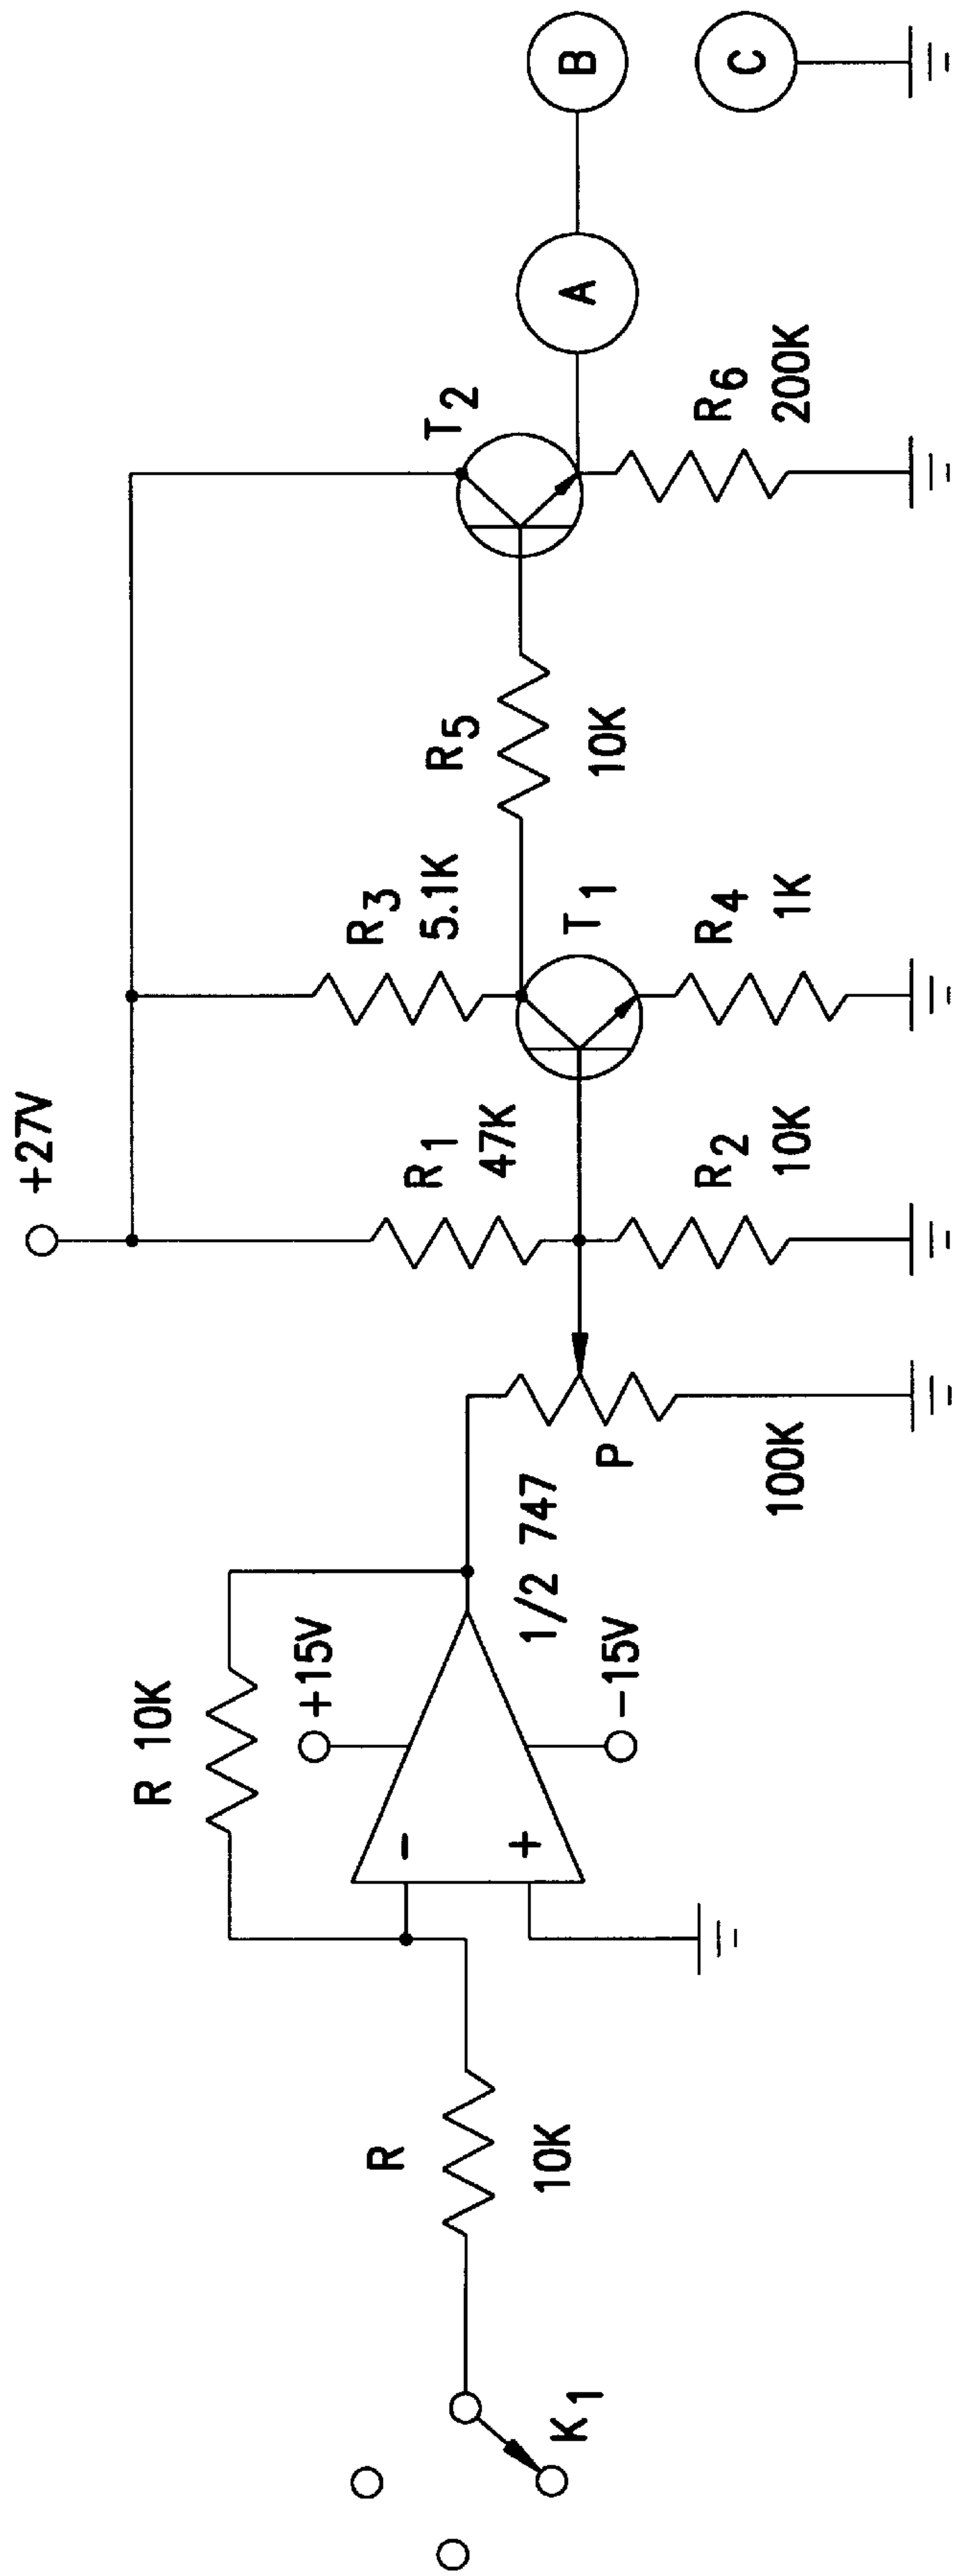 +27V
R 10K
+15V
-
+
-15V
1/2 747
R
10K
K1
P
100K
R1
47K
R2
10K
R3
5.1K
T1
R4
1K
R5
10K
T2
R6
200K
A
B
C